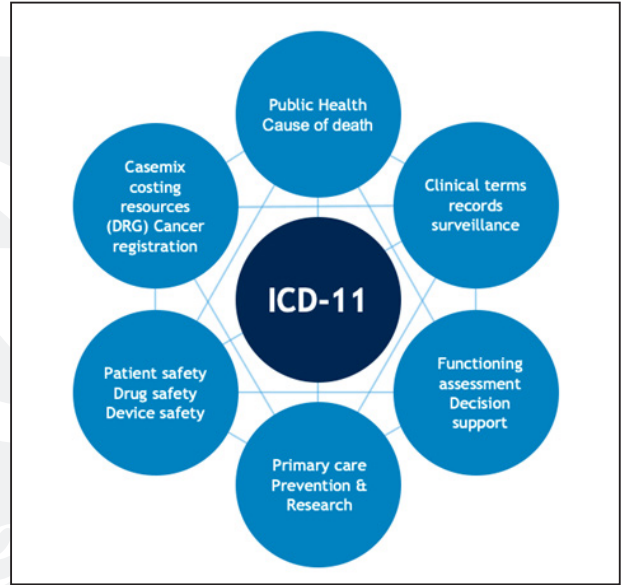 Public Health
Cause of death
Casemix
costing
resources
(DRG) Cancer
registration
Clinical terms
records
surveillance
ICD-11
Patient safety
Drug safety
Device safety
Functioning
assessment
Decision
support
Primary care
Prevention &
Research